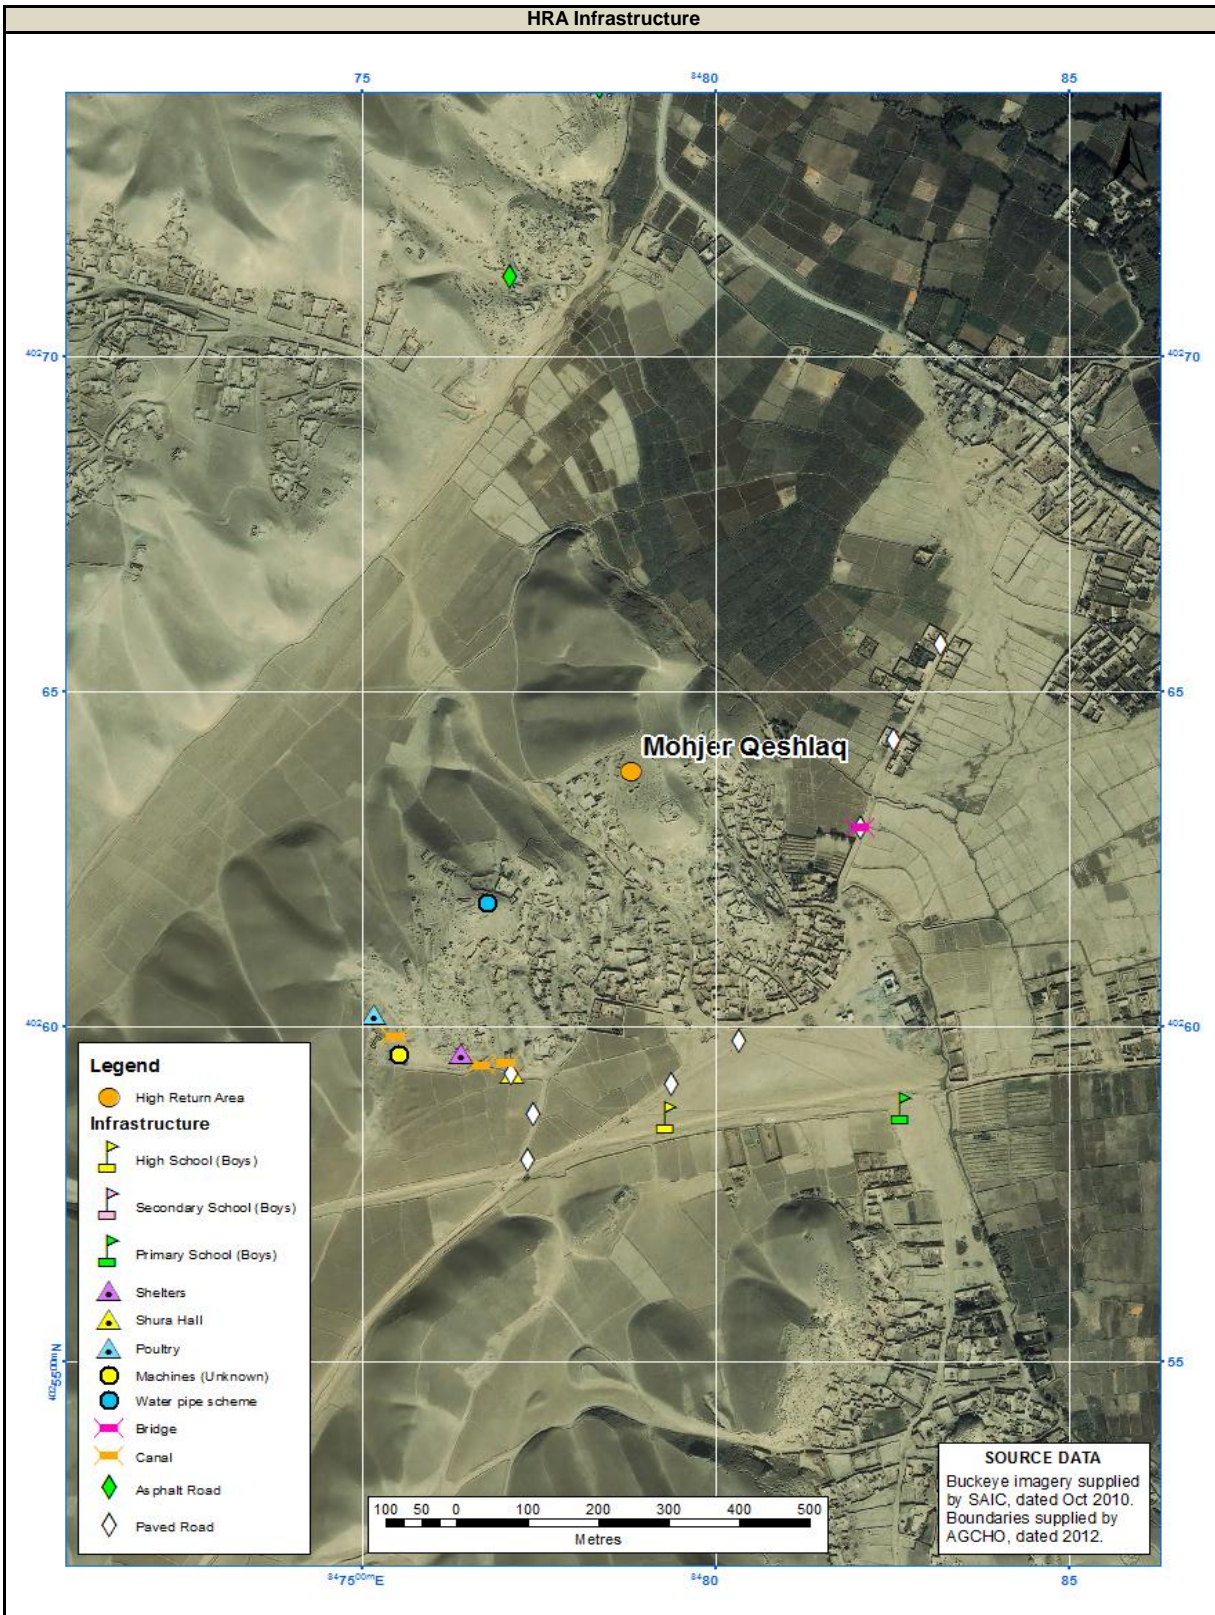 HRA Infrastructure
75
³⁴80
85
N
⁴⁰²70
⁴⁰²70
65
65
Mohjer Qeshlaq
⁴⁰²60
⁴⁰²60
Legend
High Return Area
Infrastructure
High School (Boys)
Secondary School (Boys)
Primary School (Boys)
Shelters
Shura Hall
Poultry
Machines (Unknown)
Water pipe scheme
Bridge
Canal
Asphalt Road
Paved Road
⁴⁰²55⁰⁰ᵐN
55
SOURCE DATA
Buckeye imagery supplied
by SAIC, dated Oct 2010.
Boundaries supplied by
AGCHO, dated 2012.
100 50 0 100 200 300 400 500
Metres
³⁴75⁰⁰ᵐE
³⁴80
85